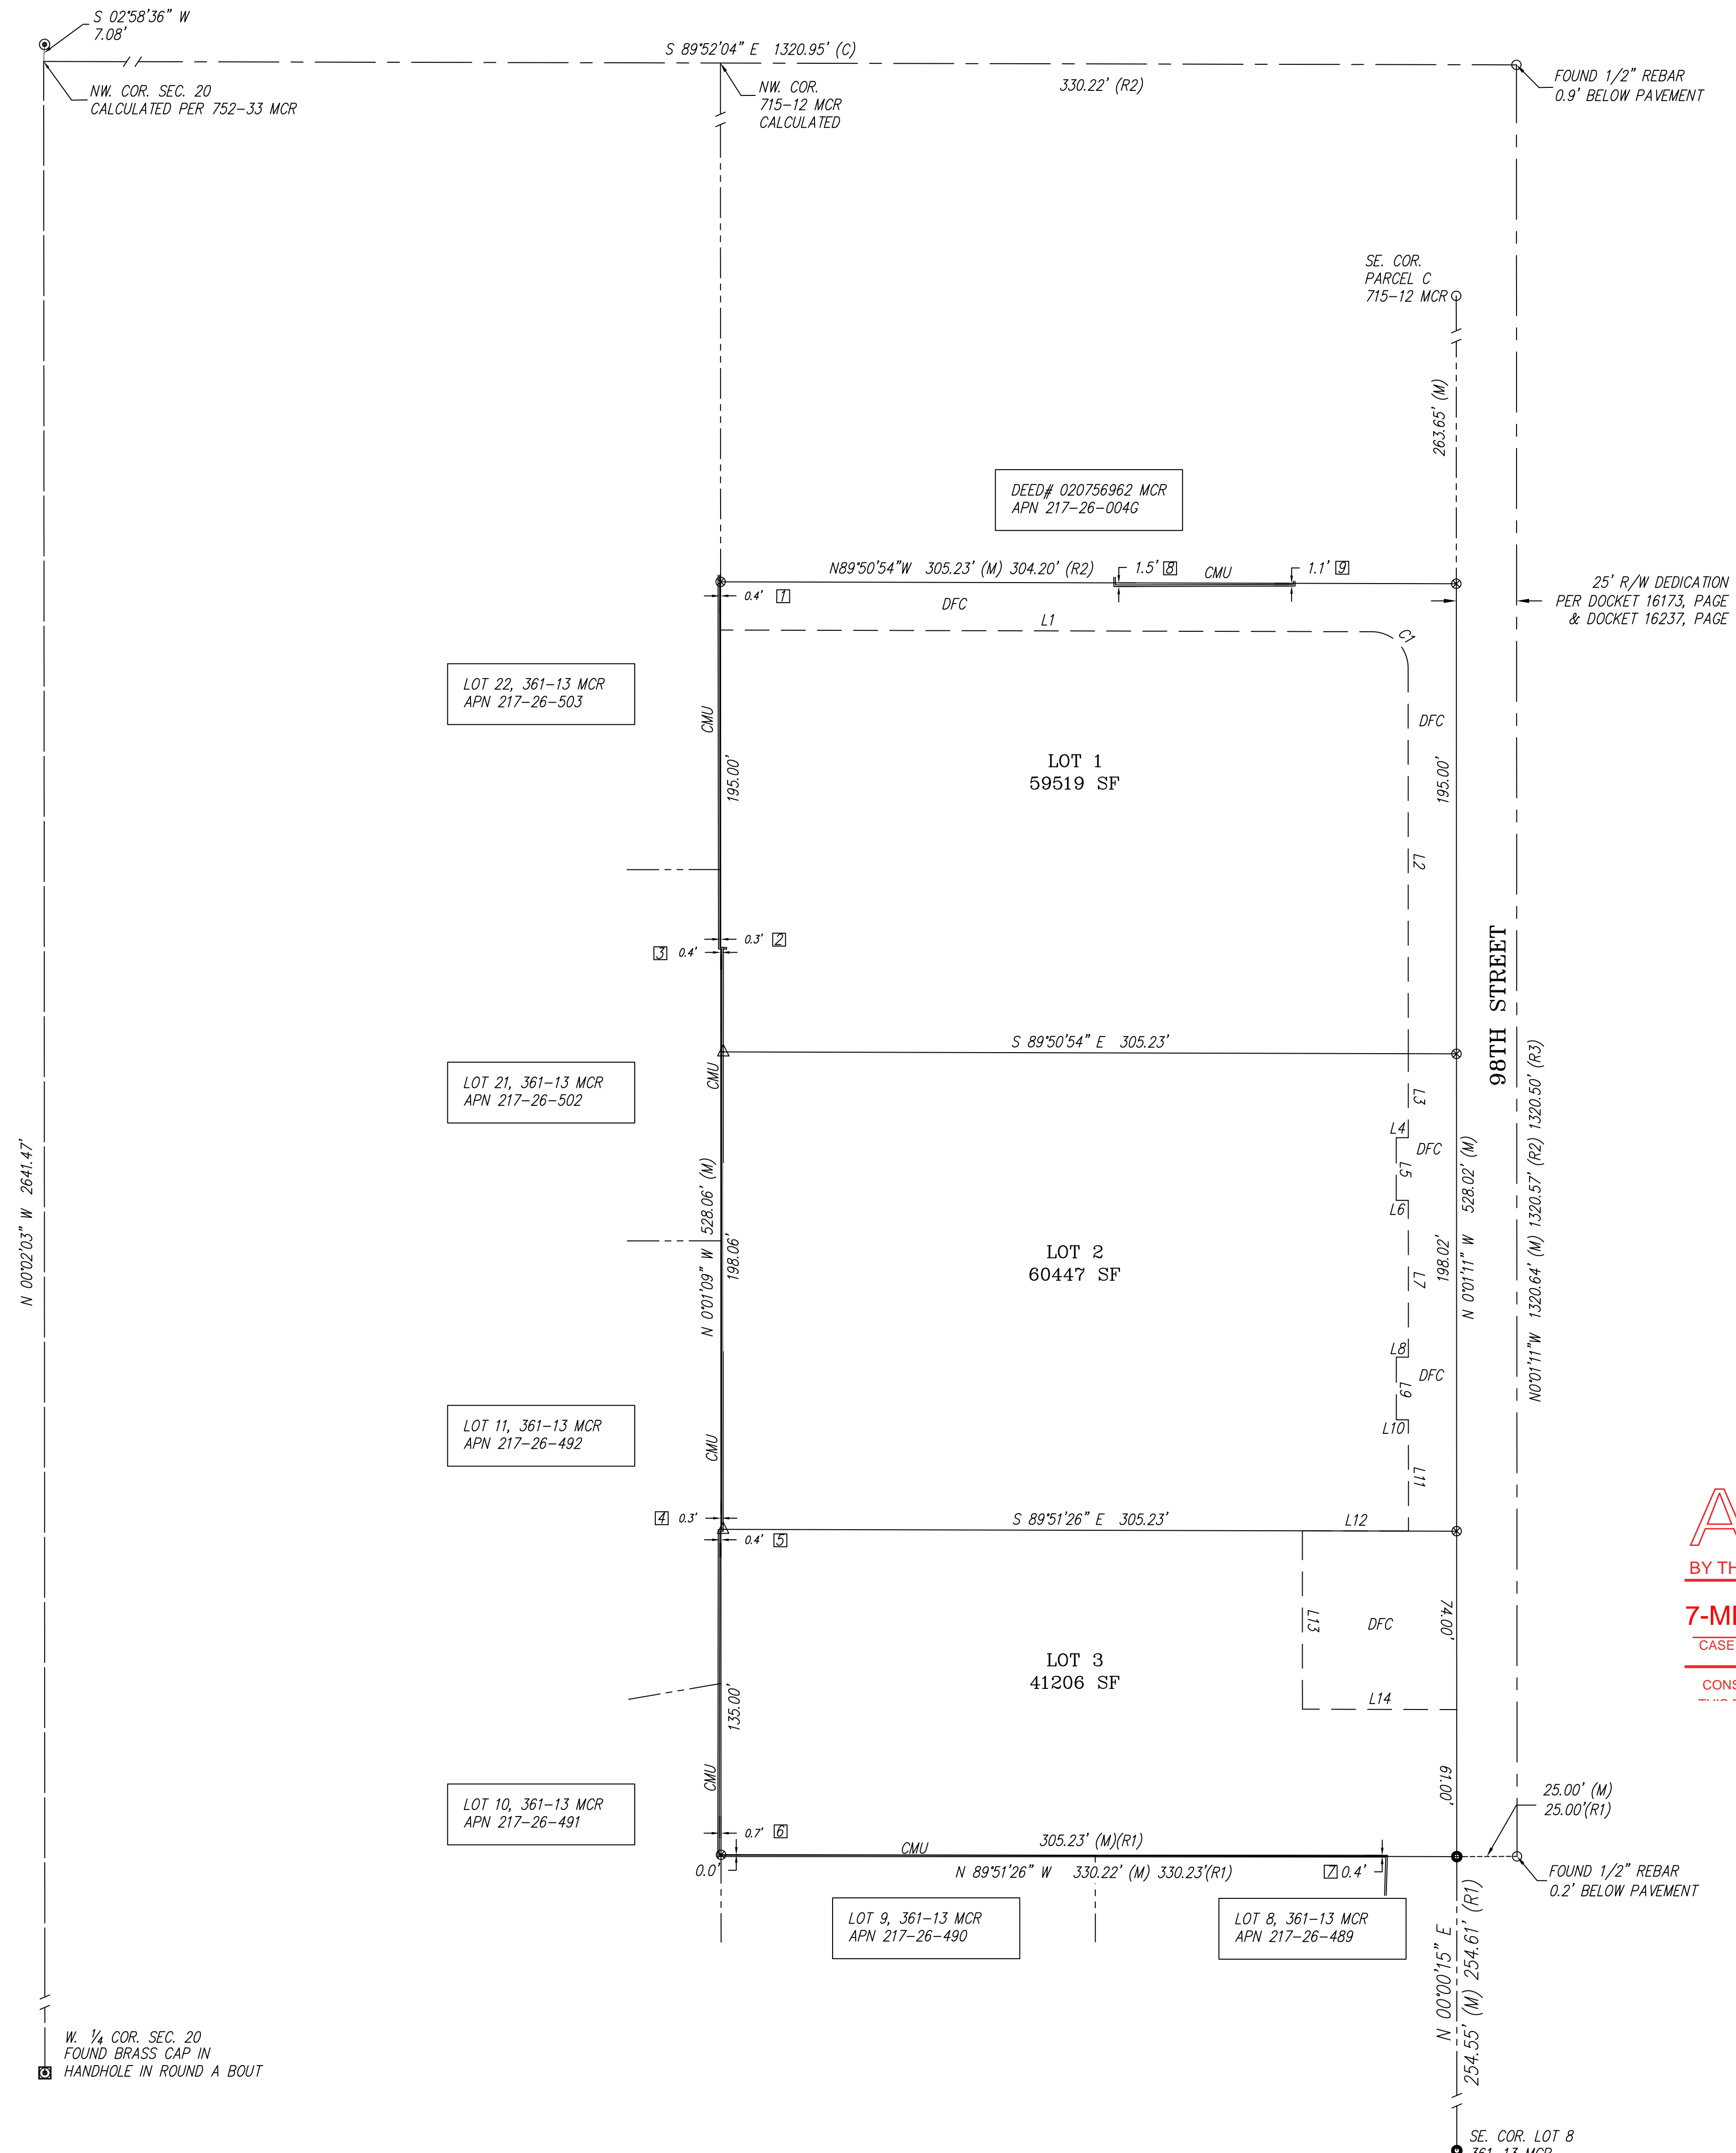 S 02°58'36" W
7.08'
S 89°52'04" E 1320.95' (C)
NW. COR. SEC. 20
CALCULATED PER 752-33 MCR
NW. COR.
715-12 MCR
CALCULATED
330.22' (R2)
FOUND 1/2" REBAR
0.9' BELOW PAVEMENT
SE. COR.
PARCEL C
715-12 MCR
263.65' (M)
DEED# 020756962 MCR
APN 217-26-004G
N89°50'54"W 305.23' (M) 304.20' (R2)
1.5' 8
CMU
1.1' 9
0.4' 1
DFC
L1
C1
25' R/W DEDICATION
PER DOCKET 16173, PAGE
& DOCKET 16237, PAGE
LOT 22, 361-13 MCR
APN 217-26-503
CMU
195.00'
LOT 1
59519 SF
DFC
195.00'
L2
0.3' 2
3 0.4'
98TH STREET
S 89°50'54" E 305.23'
LOT 21, 361-13 MCR
APN 217-26-502
CMU
L3
L4
DFC
L5
L6
N 00°02'03" W 2641.47'
N 0°01'09" W 528.06' (M)
198.06'
LOT 2
60447 SF
198.02'
N 0°01'11" W 528.02' (M)
N0°01'11"W 1320.64' (M) 1320.57' (R2) 1320.50' (R3)
L7
L8
DFC
L9
L10
L11
LOT 11, 361-13 MCR
APN 217-26-492
CMU
4 0.3'
S 89°51'26" E 305.23'
L12
0.4' 5
BY TH
7-M
CASE
CONS
L13
DFC
74.00'
LOT 3
41206 SF
L14
135.00'
CMU
61.00'
LOT 10, 361-13 MCR
APN 217-26-491
25.00' (M)
25.00'(R1)
0.7' 6
CMU
305.23' (M)(R1)
0.0'
N 89°51'26" W 330.22' (M) 330.23'(R1)
7 0.4'
FOUND 1/2" REBAR
0.2' BELOW PAVEMENT
LOT 9, 361-13 MCR
APN 217-26-490
LOT 8, 361-13 MCR
APN 217-26-489
N 00°00'15" E
254.55' (M) 254.61' (R1)
W. 1/4 COR. SEC. 20
FOUND BRASS CAP IN
HANDHOLE IN ROUND A BOUT
SE. COR. LOT 8
361-13 MCR